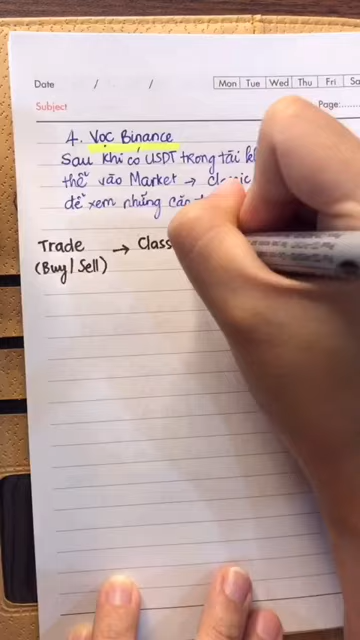 Date / /
Mon Tue Wed Thu Fri Sa
Subject
Page:
4. Vọc Binance
Sau khi có USDT trong tài
thể vào Market → classic
để xem những
Trade → Class
(Buy/Sell)